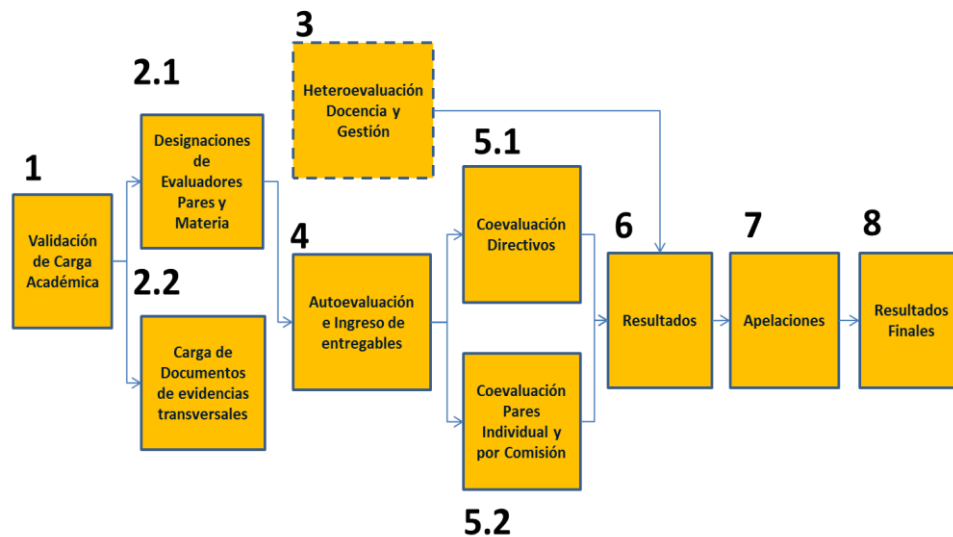 1
Validación
de Carga
Académica
2.1
Designaciones
de
Evaluadores
Pares y
Materia
2.2
Carga de
Documentos
de evidencias
transversales
3
Heteroevaluación
Docencia y
Gestión
4
Autoevaluación
e Ingreso de
entregables
5.1
Coevaluación
Directivos
Coevaluación
Pares
Individual y
por Comisión
5.2
6
Resultados
7
Apelaciones
8
Resultados
Finales